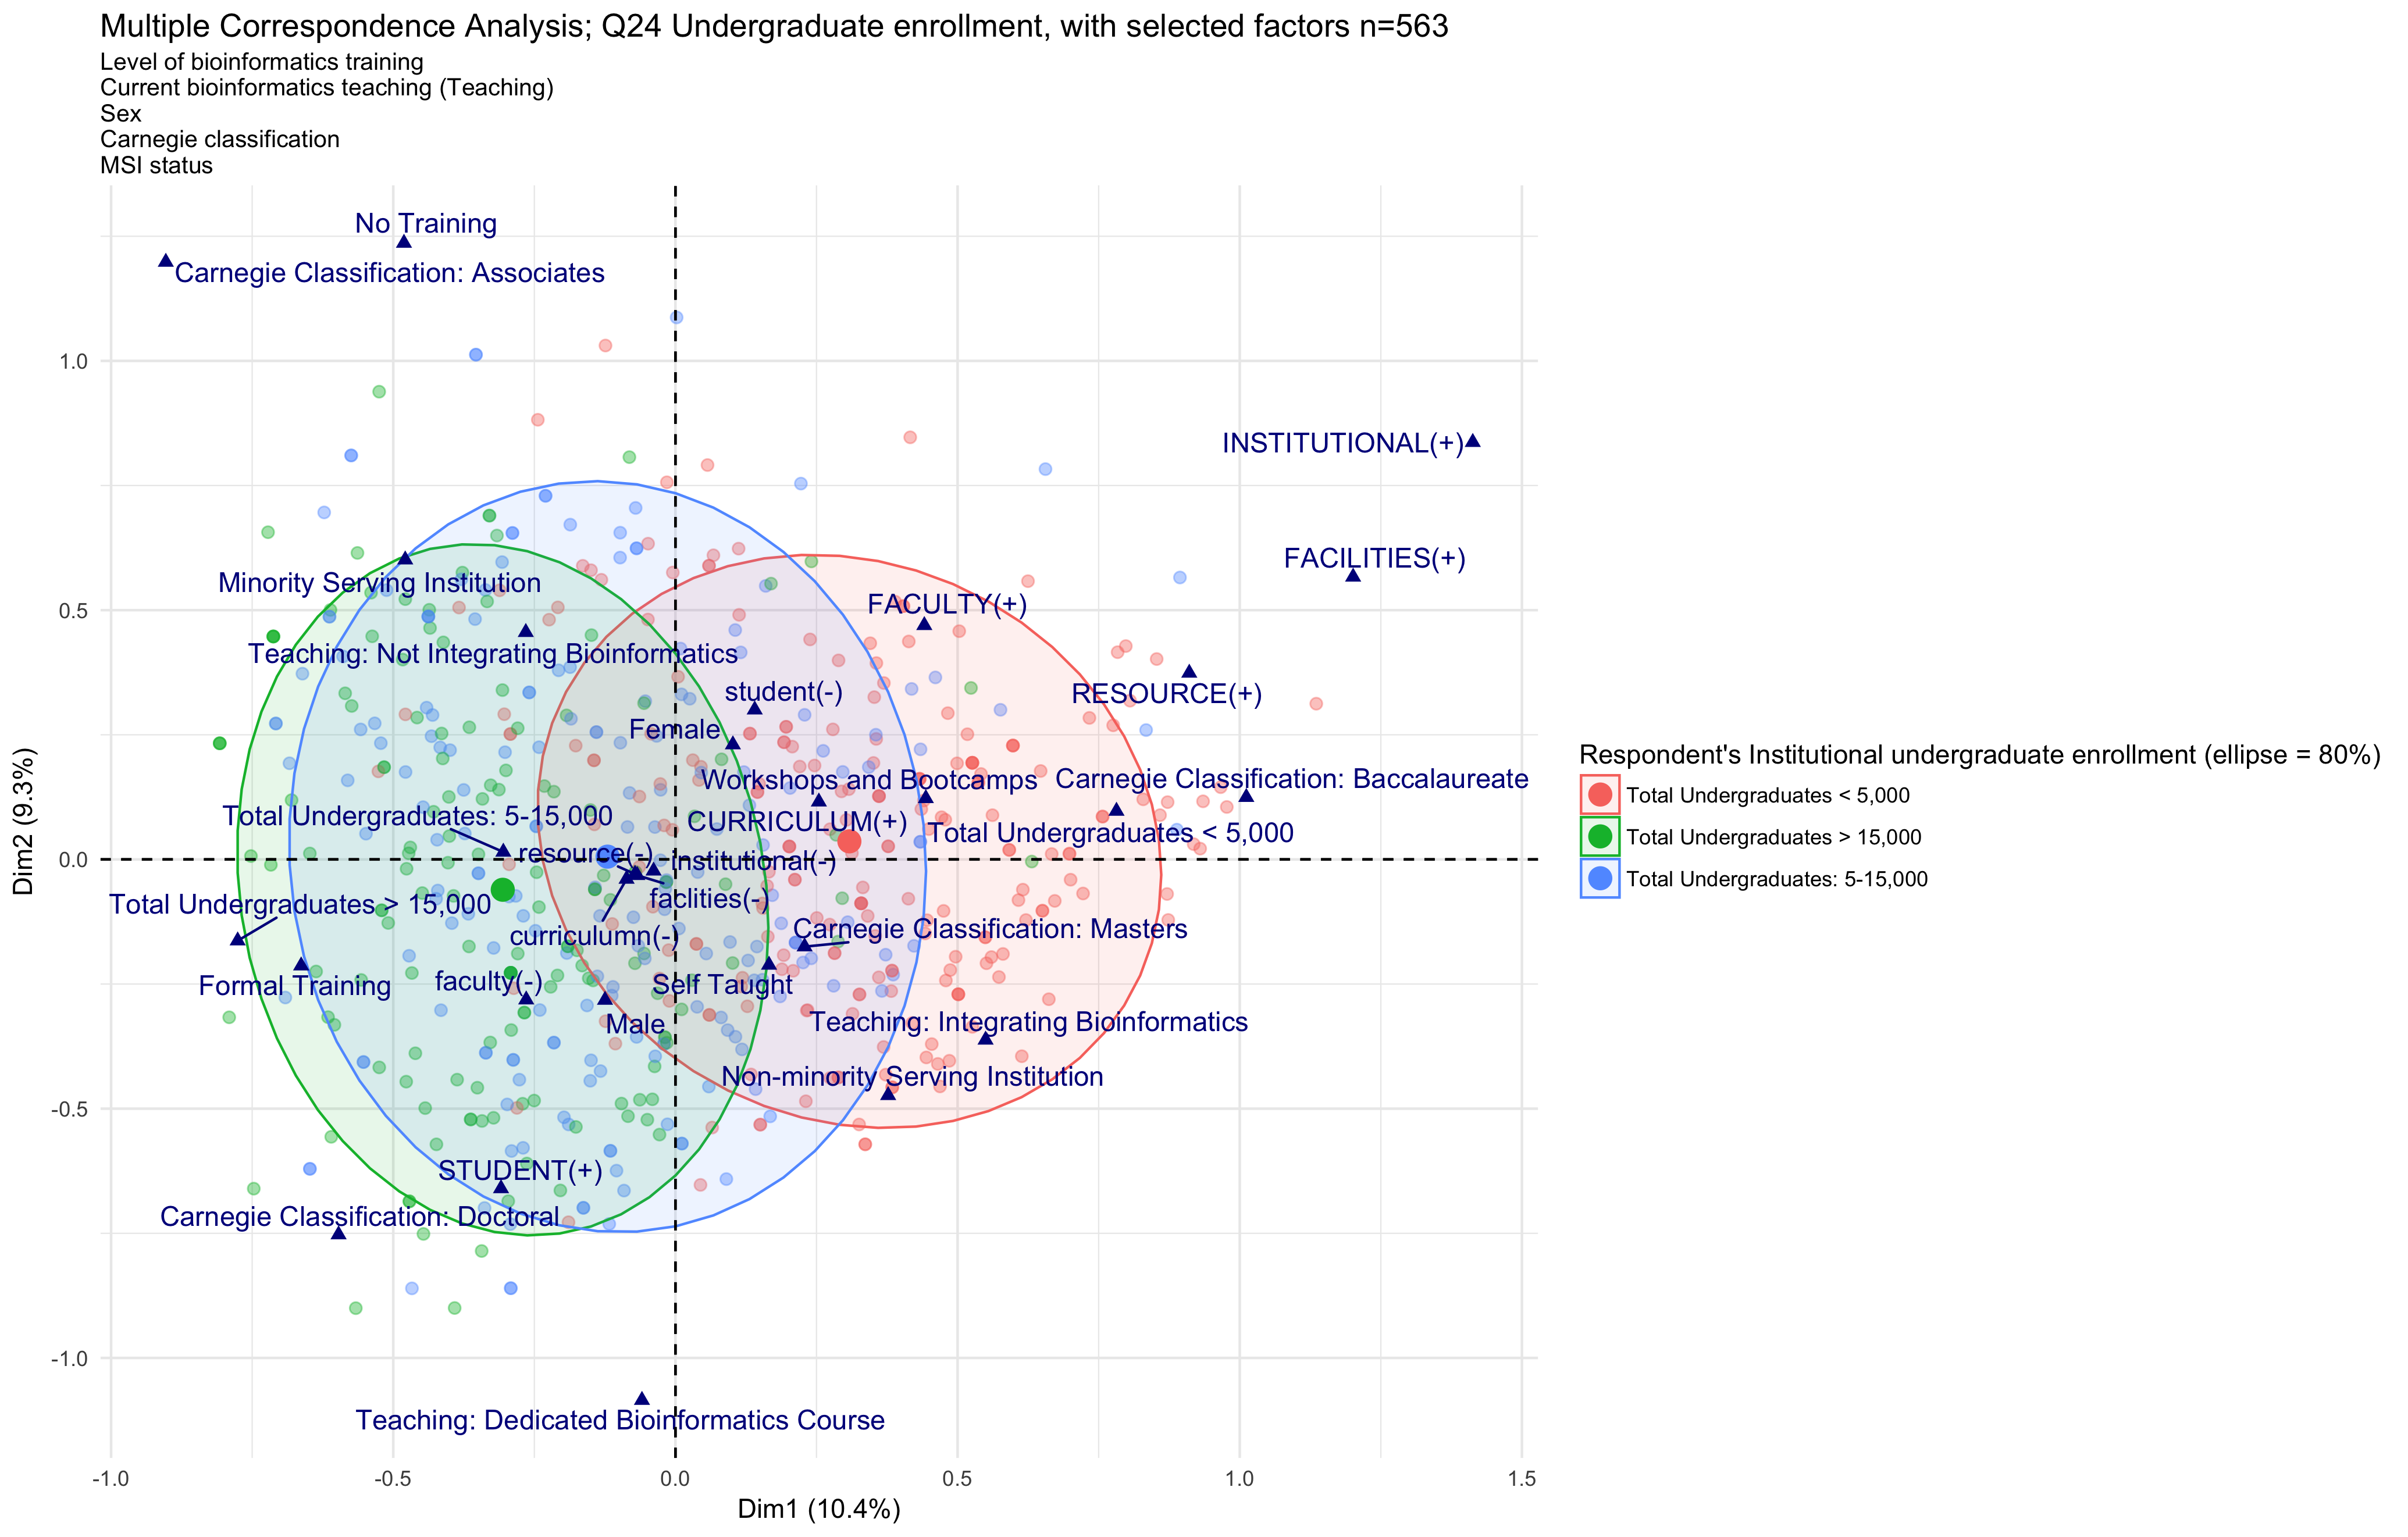 Multiple Correspondence Analysis; Q24 Undergraduate enrollment, with selected factors n=563
Level of bioinformatics training
Current bioinformatics teaching (Teaching)
Sex
Carnegie classification
MSI status
No Training
Carnegie Classification: Associates
1.0
INSTITUTIONAL(+)
FACILITIES(+)
Minority Serving Institution
0.5
FACULTY(+)
Teaching: Not Integrating Bioinformatics
student(-)
RESOURCE(+)
Female
Workshops and Bootcamps
Carnegie Classification: Baccalaureate
Total Undergraduates: 5-15,000
CURRICULUM(+)
Total Undergraduates < 5,000
resource(-)
institutional(-)
0.0
Total Undergraduates > 15,000
faclities(-)
curriculumn(-)
Carnegie Classification: Masters
Formal Training
faculty(-)
Self Taught
Male
Teaching: Integrating Bioinformatics
Non-minority Serving Institution
-0.5
STUDENT(+)
Carnegie Classification: Doctoral
-1.0
Teaching: Dedicated Bioinformatics Course
-1.0 -0.5 0.0 0.5 1.0 1.5
Dim1 (10.4%)
Dim2 (9.3%)
Respondent's Institutional undergraduate enrollment (ellipse = 80%)
Total Undergraduates < 5,000
Total Undergraduates > 15,000
Total Undergraduates: 5-15,000